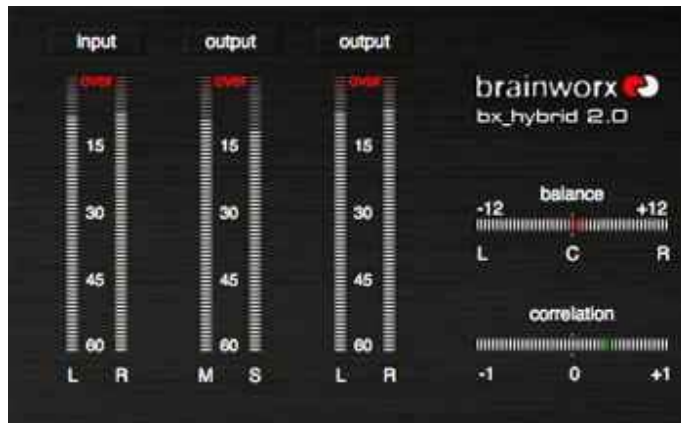 input output output
over over over
15 15 15
30 30 30
45 45 45
60 60 60
L R M S L R
brainworx
bx_hybrid 2.0
balance
-12 +12
L C R
correlation
-1 0 +1